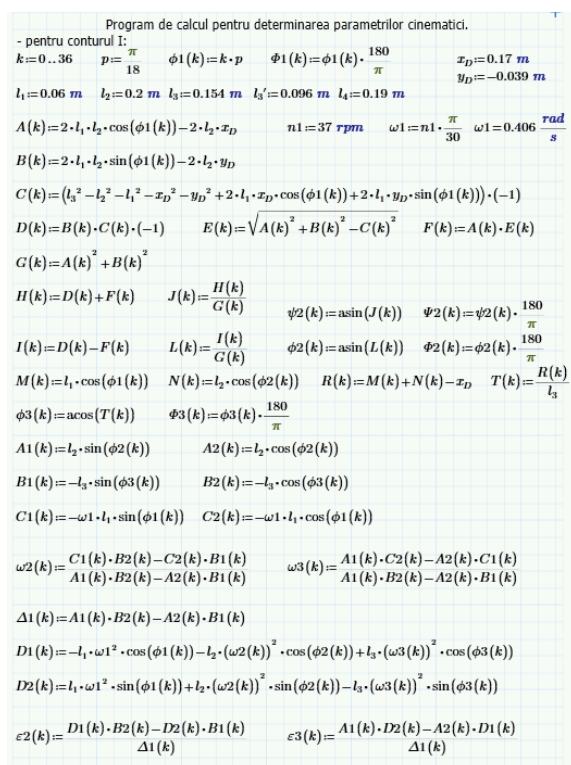 Program de calcul pentru determinarea parametrilor cinematici.
- pentru conturul I:
k:=0..36 p:=π/18 ϕ1(k):=k·p Φ1(k):=ϕ1(k)·180/π x_D:=0.17 m
y_D:=−0.039 m
l₁:=0.06 m l₂:=0.2 m l₃:=0.154 m l₃':=0.096 m l₄:=0.19 m
A(k):=2·l₁·l₂·cos(ϕ1(k))−2·l₂·x_D n1:=37 rpm ω1:=n1·π/30 ω1=0.406 rad/s
B(k):=2·l₁·l₂·sin(ϕ1(k))−2·l₂·y_D
C(k):=(l₃²−l₂²−l₁²−x_D²−y_D²+2·l₁·x_D·cos(ϕ1(k))+2·l₁·y_D·sin(ϕ1(k)))·(−1)
D(k):=B(k)·C(k)·(−1) E(k):=√(A(k)²+B(k)²−C(k)²) F(k):=A(k)·E(k)
G(k):=A(k)²+B(k)²
H(k):=D(k)+F(k) J(k):=H(k)/G(k) ψ2(k):=asin(J(k)) Ψ2(k):=ψ2(k)·180/π
I(k):=D(k)−F(k) L(k):=I(k)/G(k) ϕ2(k):=asin(L(k)) Φ2(k):=ϕ2(k)·180/π
M(k):=l₁·cos(ϕ1(k)) N(k):=l₂·cos(ϕ2(k)) R(k):=M(k)+N(k)−x_D T(k):=R(k)/l₃
ϕ3(k):=acos(T(k)) Φ3(k):=ϕ3(k)·180/π
A1(k):=l₂·sin(ϕ2(k)) A2(k):=l₂·cos(ϕ2(k))
B1(k):=−l₃·sin(ϕ3(k)) B2(k):=−l₃·cos(ϕ3(k))
C1(k):=−ω1·l₁·sin(ϕ1(k)) C2(k):=−ω1·l₁·cos(ϕ1(k))
ω2(k):=(C1(k)·B2(k)−C2(k)·B1(k))/(A1(k)·B2(k)−A2(k)·B1(k)) ω3(k):=(A1(k)·C2(k)−A2(k)·C1(k))/(A1(k)·B2(k)−A2(k)·B1(k))
Δ1(k):=A1(k)·B2(k)−A2(k)·B1(k)
D1(k):=−l₁·ω1²·cos(ϕ1(k))−l₂·(ω2(k))²·cos(ϕ2(k))+l₃·(ω3(k))²·cos(ϕ3(k))
D2(k):=l₁·ω1²·sin(ϕ1(k))+l₂·(ω2(k))²·sin(ϕ2(k))−l₃·(ω3(k))²·sin(ϕ3(k))
ε2(k):=(D1(k)·B2(k)−D2(k)·B1(k))/Δ1(k) ε3(k):=(A1(k)·D2(k)−A2(k)·D1(k))/Δ1(k)